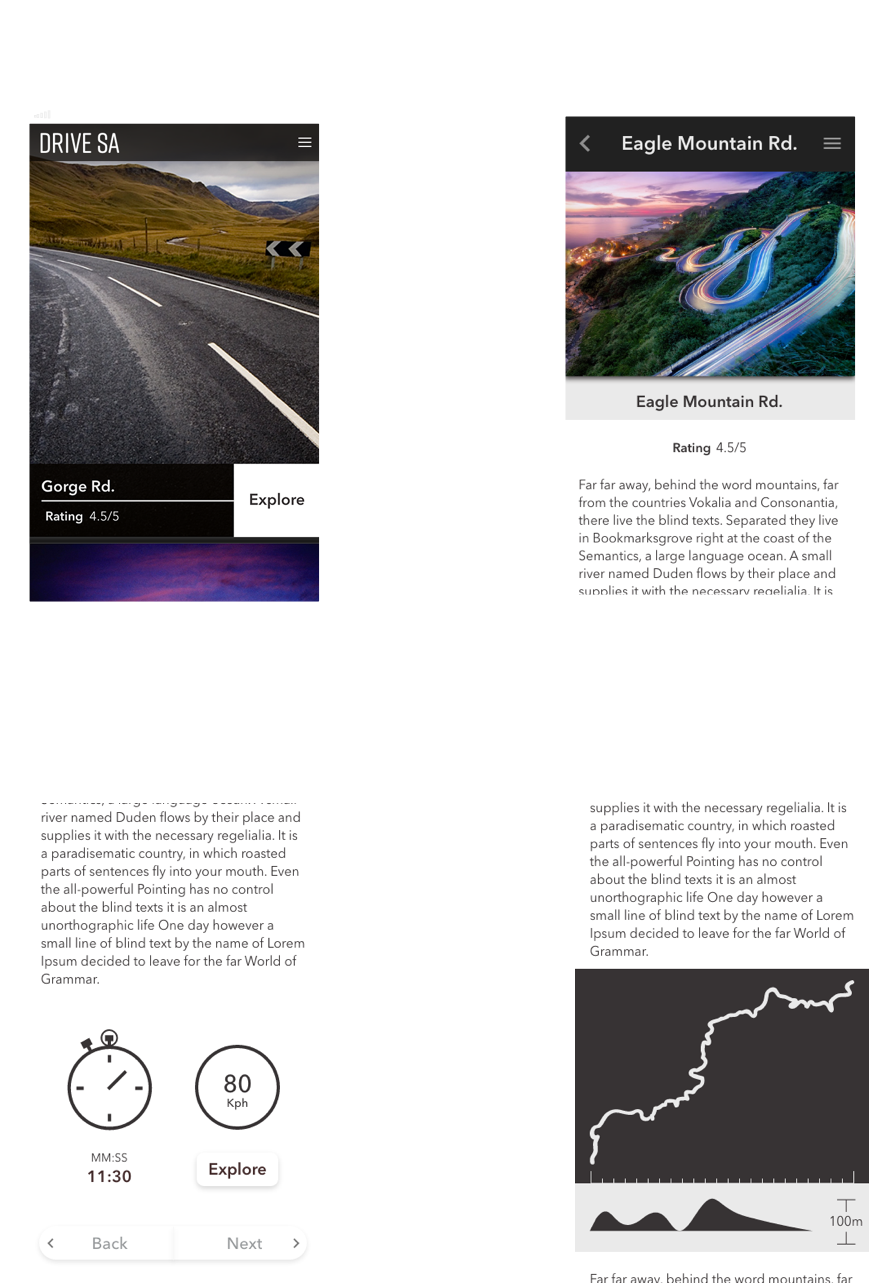 DRIVE SA
Gorge Rd.
Rating 4.5/5
Explore
Eagle Mountain Rd.
Eagle Mountain Rd.
Rating 4.5/5
Far far away, behind the word mountains, far
from the countries Vokalia and Consonantia,
there live the blind texts. Separated they live
in Bookmarksgrove right at the coast of the
Semantics, a large language ocean. A small
river named Duden flows by their place and
supplies it with the necessary regelialia. It is
Semantics, a large language ocean. A small
river named Duden flows by their place and
supplies it with the necessary regelialia. It is
a paradisematic country, in which roasted
parts of sentences fly into your mouth. Even
the all-powerful Pointing has no control
about the blind texts it is an almost
unorthographic life One day however a
small line of blind text by the name of Lorem
Ipsum decided to leave for the far World of
Grammar.
80
Kph
MM:SS
11:30
Explore
Back
Next
supplies it with the necessary regelialia. It is
a paradisematic country, in which roasted
parts of sentences fly into your mouth. Even
the all-powerful Pointing has no control
about the blind texts it is an almost
unorthographic life One day however a
small line of blind text by the name of Lorem
Ipsum decided to leave for the far World of
Grammar.
100m
Far far away, behind the word mountains, far